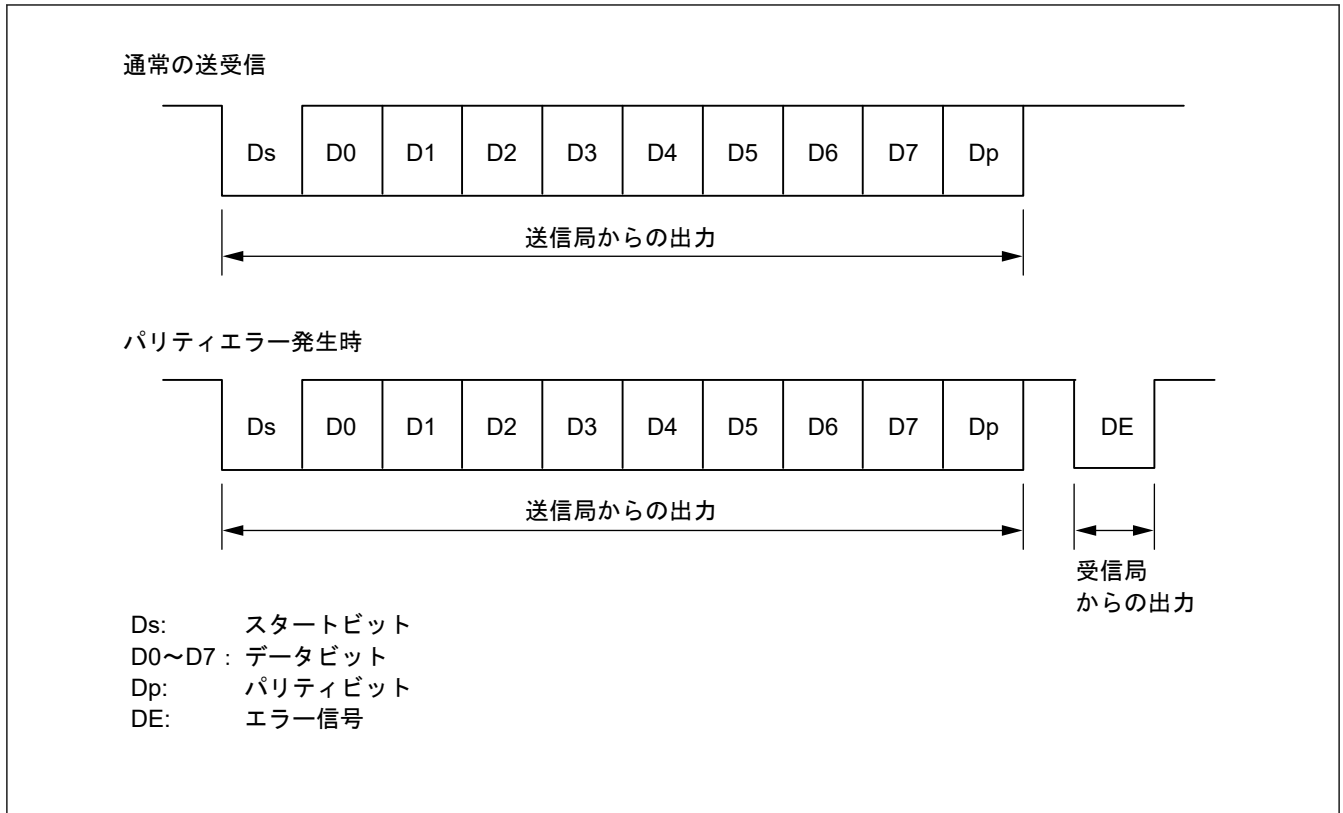 通常の送受信
Ds D0 D1 D2 D3 D4 D5 D6 D7 Dp
送信局からの出力
パリティエラー発生時
Ds D0 D1 D2 D3 D4 D5 D6 D7 Dp DE
送信局からの出力
受信局
からの出力
Ds: スタートビット
D0～D7 : データビット
Dp: パリティビット
DE: エラー信号